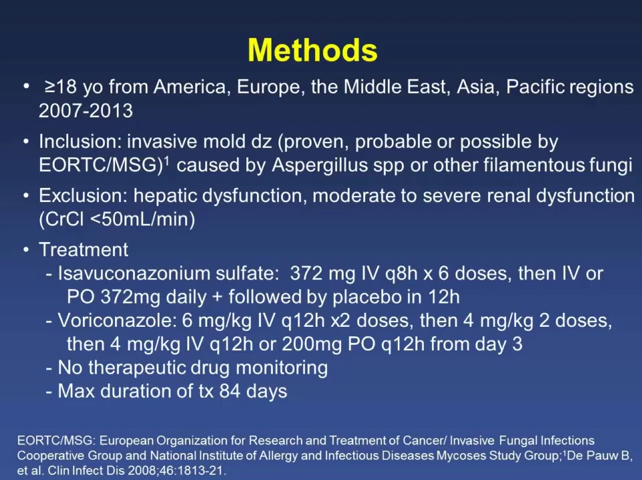 Methods
• ≥18 yo from America, Europe, the Middle East, Asia, Pacific regions
2007-2013
• Inclusion: invasive mold dz (proven, probable or possible by
EORTC/MSG)¹ caused by Aspergillus spp or other filamentous fungi
• Exclusion: hepatic dysfunction, moderate to severe renal dysfunction
(CrCl <50mL/min)
• Treatment
- Isavuconazonium sulfate: 372 mg IV q8h x 6 doses, then IV or
PO 372mg daily + followed by placebo in 12h
- Voriconazole: 6 mg/kg IV q12h x2 doses, then 4 mg/kg 2 doses,
then 4 mg/kg IV q12h or 200mg PO q12h from day 3
- No therapeutic drug monitoring
- Max duration of tx 84 days
EORTC/MSG: European Organization for Research and Treatment of Cancer/ Invasive Fungal Infections
Cooperative Group and National Institute of Allergy and Infectious Diseases Mycoses Study Group;¹De Pauw B,
et al. Clin Infect Dis 2008;46:1813-21.